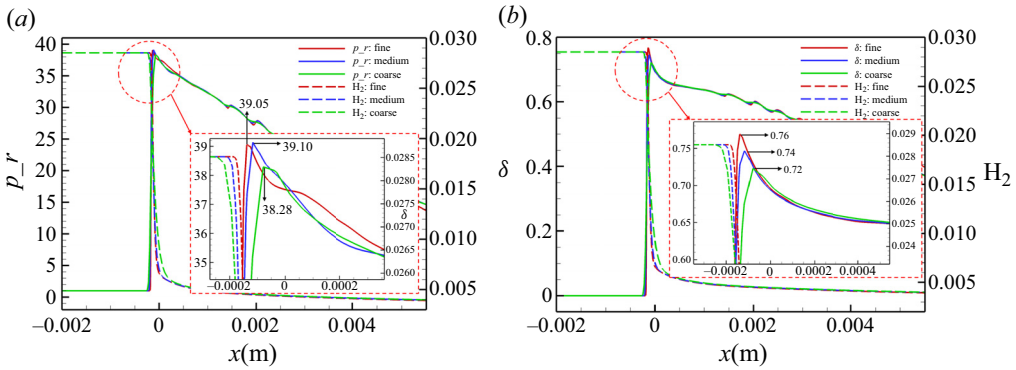 (a)
40
35
30
25
20
15
10
5
0
p_r
0.030
0.025
0.020
0.015
0.010
0.005
0.000
p_r: fine
p_r: medium
p_r: coarse
H2: fine
H2: medium
H2: coarse
39.05
39.10
38.28
39
38
37
36
35
0.0285
0.0280
0.0275
0.0270
0.0265
0.0260
δ
-0.0002 0 0.0002
−0.002 0 0.002 0.004
x(m)
(b)
0.8
0.6
0.4
0.2
0
δ
0.030
0.025
0.020
0.015
0.010
0.005
H2
δ: fine
δ: medium
δ: coarse
H2: fine
H2: medium
H2: coarse
0.76
0.74
0.72
0.75
0.70
0.65
0.60
0.029
0.028
0.027
0.026
0.025
0.024
-0.0002 0 0.0002 0.0004
−0.002 0 0.002 0.004
x(m)